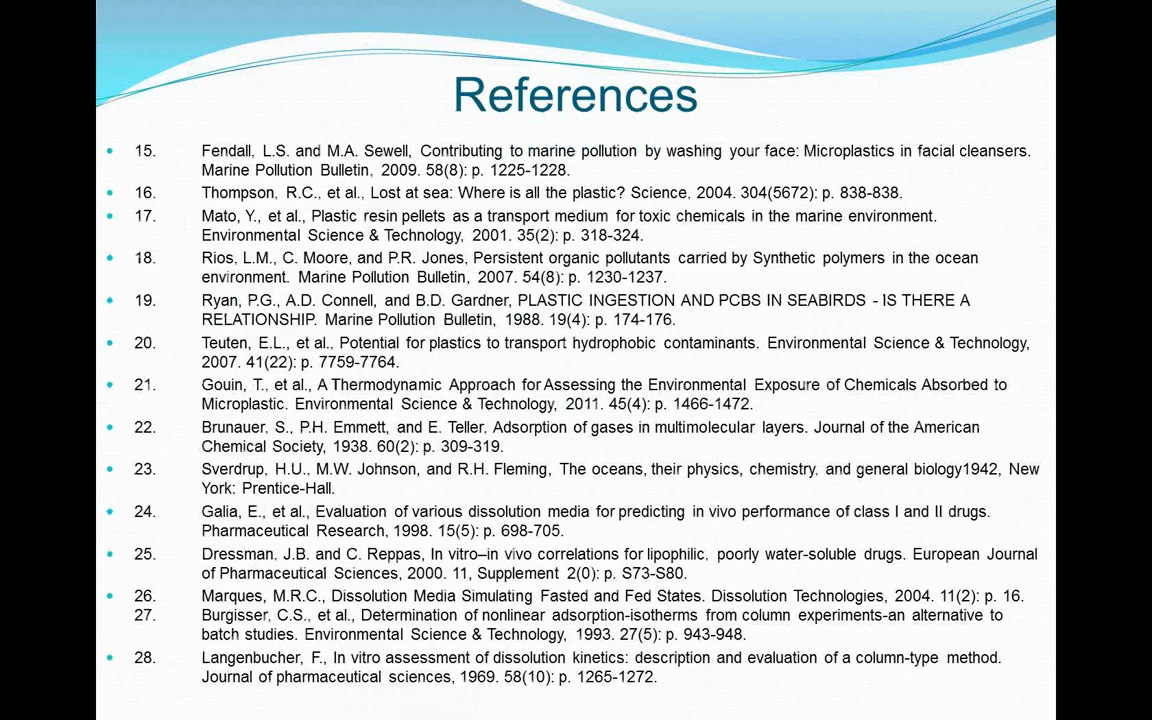 References
• 15. Fendall, L.S. and M.A. Sewell, Contributing to marine pollution by washing your face: Microplastics in facial cleansers.
Marine Pollution Bulletin, 2009. 58(8): p. 1225-1228.
• 16. Thompson, R.C., et al., Lost at sea: Where is all the plastic? Science, 2004. 304(5672): p. 838-838.
• 17. Mato, Y., et al., Plastic resin pellets as a transport medium for toxic chemicals in the marine environment.
Environmental Science & Technology, 2001. 35(2): p. 318-324.
• 18. Rios, L.M., C. Moore, and P.R. Jones, Persistent organic pollutants carried by Synthetic polymers in the ocean
environment. Marine Pollution Bulletin, 2007. 54(8): p. 1230-1237.
• 19. Ryan, P.G., A.D. Connell, and B.D. Gardner, PLASTIC INGESTION AND PCBS IN SEABIRDS - IS THERE A
RELATIONSHIP. Marine Pollution Bulletin, 1988. 19(4): p. 174-176.
• 20. Teuten, E.L., et al., Potential for plastics to transport hydrophobic contaminants. Environmental Science & Technology,
2007. 41(22): p. 7759-7764.
• 21. Gouin, T., et al., A Thermodynamic Approach for Assessing the Environmental Exposure of Chemicals Absorbed to
Microplastic. Environmental Science & Technology, 2011. 45(4): p. 1466-1472.
• 22. Brunauer, S., P.H. Emmett, and E. Teller, Adsorption of gases in multimolecular layers. Journal of the American
Chemical Society, 1938. 60(2): p. 309-319.
• 23. Sverdrup, H.U., M.W. Johnson, and R.H. Fleming, The oceans, their physics, chemistry, and general biology1942, New
York: Prentice-Hall.
• 24. Galia, E., et al., Evaluation of various dissolution media for predicting in vivo performance of class I and II drugs.
Pharmaceutical Research, 1998. 15(5): p. 698-705.
• 25. Dressman, J.B. and C. Reppas, In vitro–in vivo correlations for lipophilic, poorly water-soluble drugs. European Journal
of Pharmaceutical Sciences, 2000. 11, Supplement 2(0): p. S73-S80.
• 26. Marques, M.R.C., Dissolution Media Simulating Fasted and Fed States. Dissolution Technologies, 2004. 11(2): p. 16.
27. Burgisser, C.S., et al., Determination of nonlinear adsorption-isotherms from column experiments-an alternative to
batch studies. Environmental Science & Technology, 1993. 27(5): p. 943-948.
• 28. Langenbucher, F., In vitro assessment of dissolution kinetics: description and evaluation of a column-type method.
Journal of pharmaceutical sciences, 1969. 58(10): p. 1265-1272.